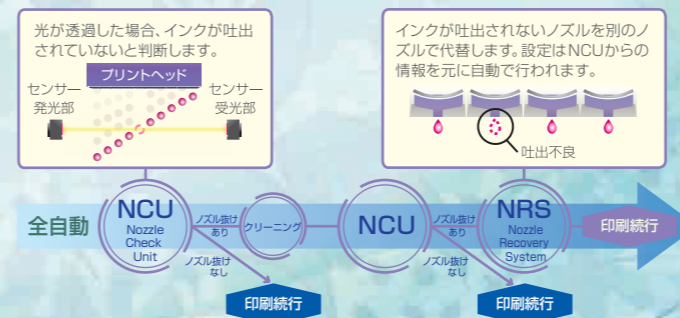 光が透過した場合、インクが吐出
されていないと判断します。
プリントヘッド
センサー
発光部
センサー
受光部
インクが吐出されないノズルを別のノ
ズルで代替します。設定はNCUからの
情報を元に自動で行われます。
吐出不良
全自動
NCU
Nozzle
Check
Unit
ノズル抜け
あり
ノズル抜け
なし
クリーニング
NCU
ノズル抜け
あり
ノズル抜け
なし
NRS
Nozzle
Recovery
System
印刷続行
印刷続行
印刷続行